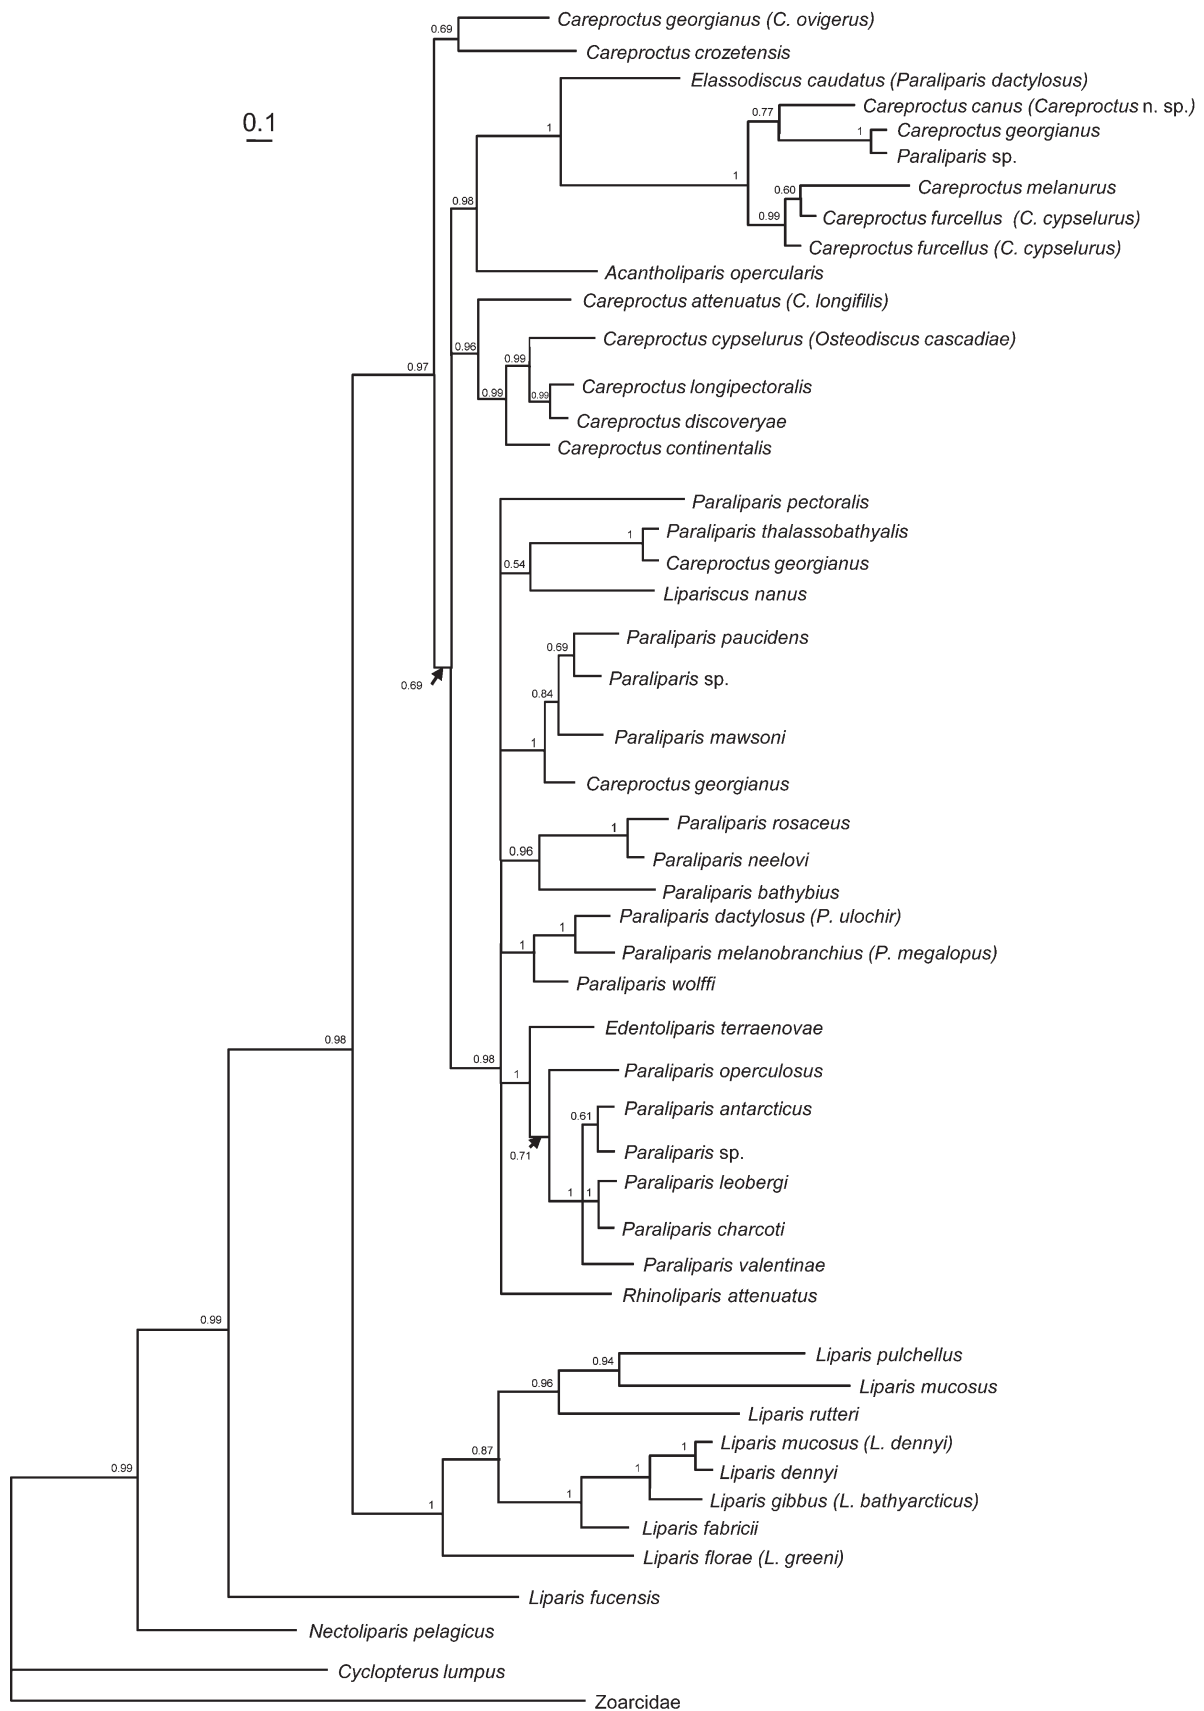 0.69
Careproctus georgianus (C. ovigerus)
Careproctus crozetensis
Elassodiscus caudatus (Paraliparis dactylosus)
0.1
0.77
Careproctus canus (Careproctus n. sp.)
1
1
Careproctus georgianus
Paraliparis sp.
1
0.60
Careproctus melanurus
0.98
0.99
Careproctus furcellus (C. cypselurus)
Careproctus furcellus (C. cypselurus)
Acantholiparis opercularis
Careproctus attenuatus (C. longifilis)
0.96
Careproctus cypselurus (Osteodiscus cascadiae)
0.99
0.97
0.99
0.99
Careproctus longipectoralis
Careproctus discoveryae
Careproctus continentalis
Paraliparis pectoralis
1
Paraliparis thalassobathyalis
0.54
Careproctus georgianus
Lipariscus nanus
0.69
Paraliparis paucidens
0.69
Paraliparis sp.
0.84
Paraliparis mawsoni
1
Careproctus georgianus
1
Paraliparis rosaceus
0.96
Paraliparis neelovi
Paraliparis bathybius
1
Paraliparis dactylosus (P. ulochir)
1
Paraliparis melanobranchius (P. megalopus)
Paraliparis wolffi
Edentoliparis terraenovae
0.98
0.98
1
Paraliparis operculosus
0.61
Paraliparis antarcticus
0.71
Paraliparis sp.
1
1
Paraliparis leobergi
Paraliparis charcoti
Paraliparis valentinae
Rhinoliparis attenuatus
0.99
0.94
Liparis pulchellus
0.96
Liparis mucosus
Liparis rutteri
0.87
1
Liparis mucosus (L. dennyi)
0.99
1
Liparis dennyi
1
1
Liparis gibbus (L. bathyarcticus)
Liparis fabricii
Liparis florae (L. greeni)
Liparis fucensis
Nectoliparis pelagicus
Cyclopterus lumpus
Zoarcidae